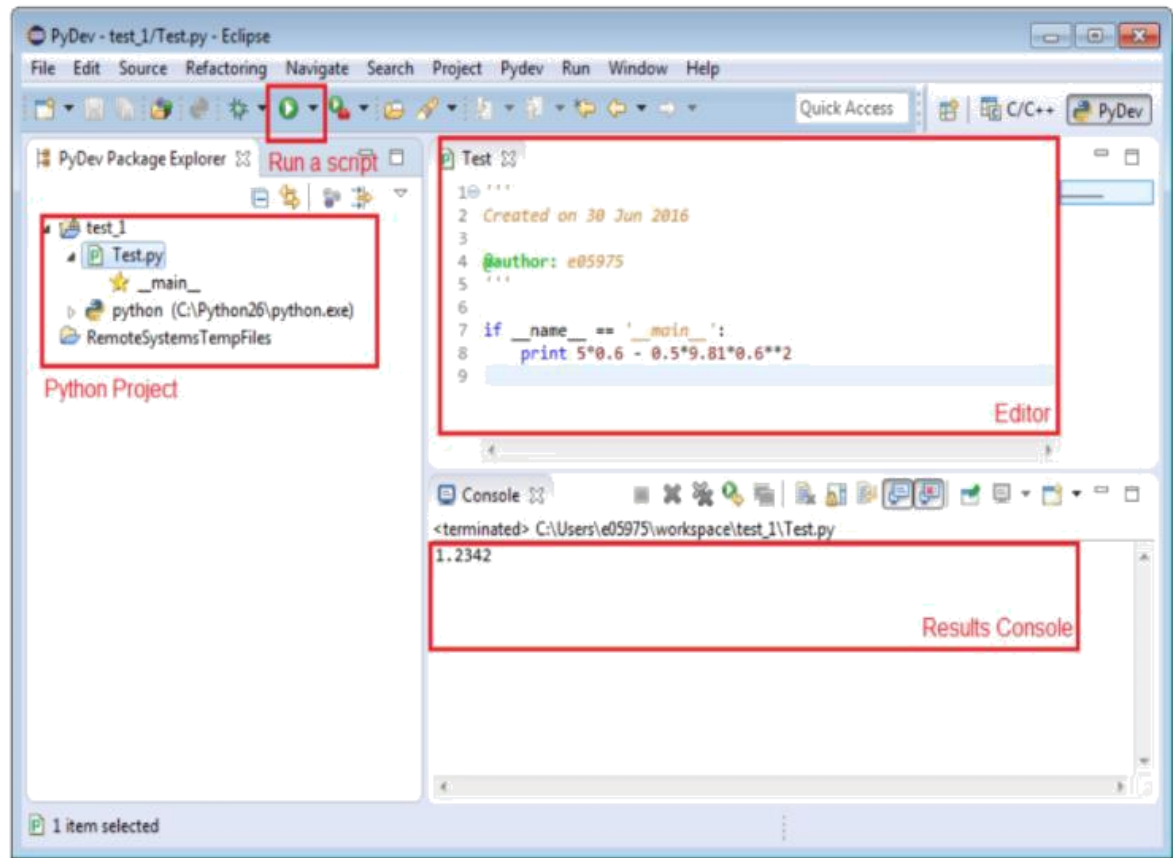 PyDev - test_1/Test.py - Eclipse
File Edit Source Refactoring Navigate Search Project Pydev Run Window Help
Quick Access
C/C++
PyDev
PyDev Package Explorer
Run a script
test_1
Test.py
__main__
python (C:\Python26\python.exe)
RemoteSystemsTempFiles
Python Project
Test
1 '''
2 Created on 30 Jun 2016
3
4 @author: e05975
5 '''
6
7 if __name__ == '__main__':
8 print 5*0.6 - 0.5*9.81*0.6**2
9
Editor
Console
<terminated> C:\Users\e05975\workspace\test_1\Test.py
1.2342
Results Console
1 item selected